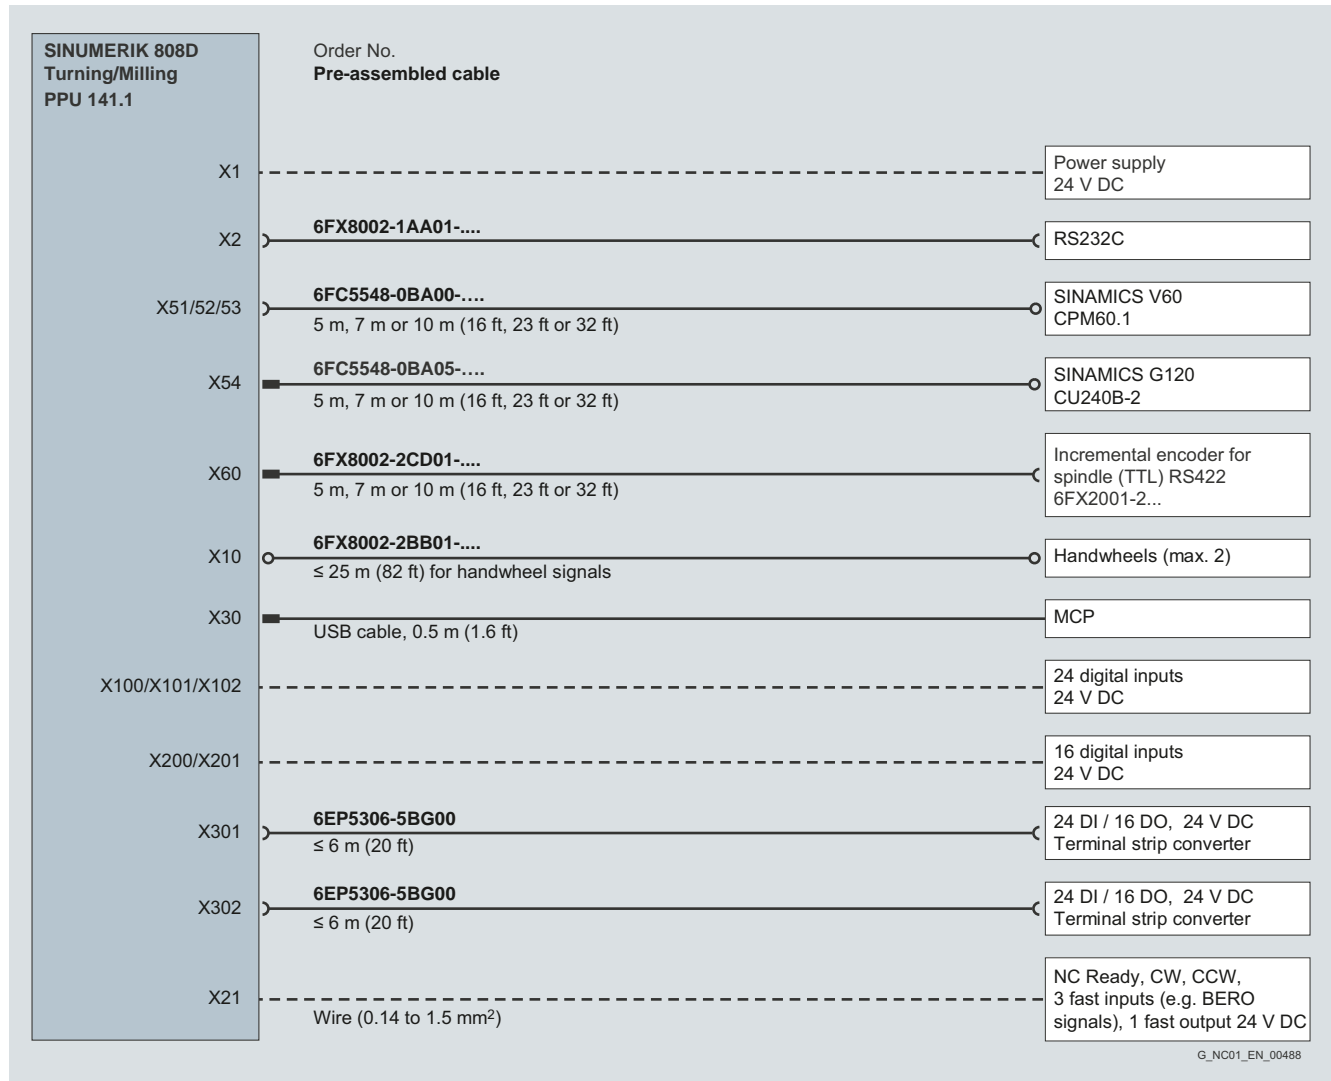 SINUMERIK 808D
Turning/Milling
PPU 141.1
Order No.
Pre-assembled cable
X1
Power supply
24 V DC
X2
6FX8002-1AA01-....
RS232C
X51/52/53
6FC5548-0BA00-....
5 m, 7 m or 10 m (16 ft, 23 ft or 32 ft)
SINAMICS V60
CPM60.1
X54
6FC5548-0BA05-....
5 m, 7 m or 10 m (16 ft, 23 ft or 32 ft)
SINAMICS G120
CU240B-2
X60
6FX8002-2CD01-....
5 m, 7 m or 10 m (16 ft, 23 ft or 32 ft)
Incremental encoder for
spindle (TTL) RS422
6FX2001-2...
X10
6FX8002-2BB01-....
≤ 25 m (82 ft) for handwheel signals
Handwheels (max. 2)
X30
USB cable, 0.5 m (1.6 ft)
MCP
X100/X101/X102
24 digital inputs
24 V DC
X200/X201
16 digital inputs
24 V DC
X301
6EP5306-5BG00
≤ 6 m (20 ft)
24 DI / 16 DO, 24 V DC
Terminal strip converter
X302
6EP5306-5BG00
≤ 6 m (20 ft)
24 DI / 16 DO, 24 V DC
Terminal strip converter
X21
Wire (0.14 to 1.5 mm²)
NC Ready, CW, CCW,
3 fast inputs (e.g. BERO
signals), 1 fast output 24 V DC
G_NC01_EN_00488